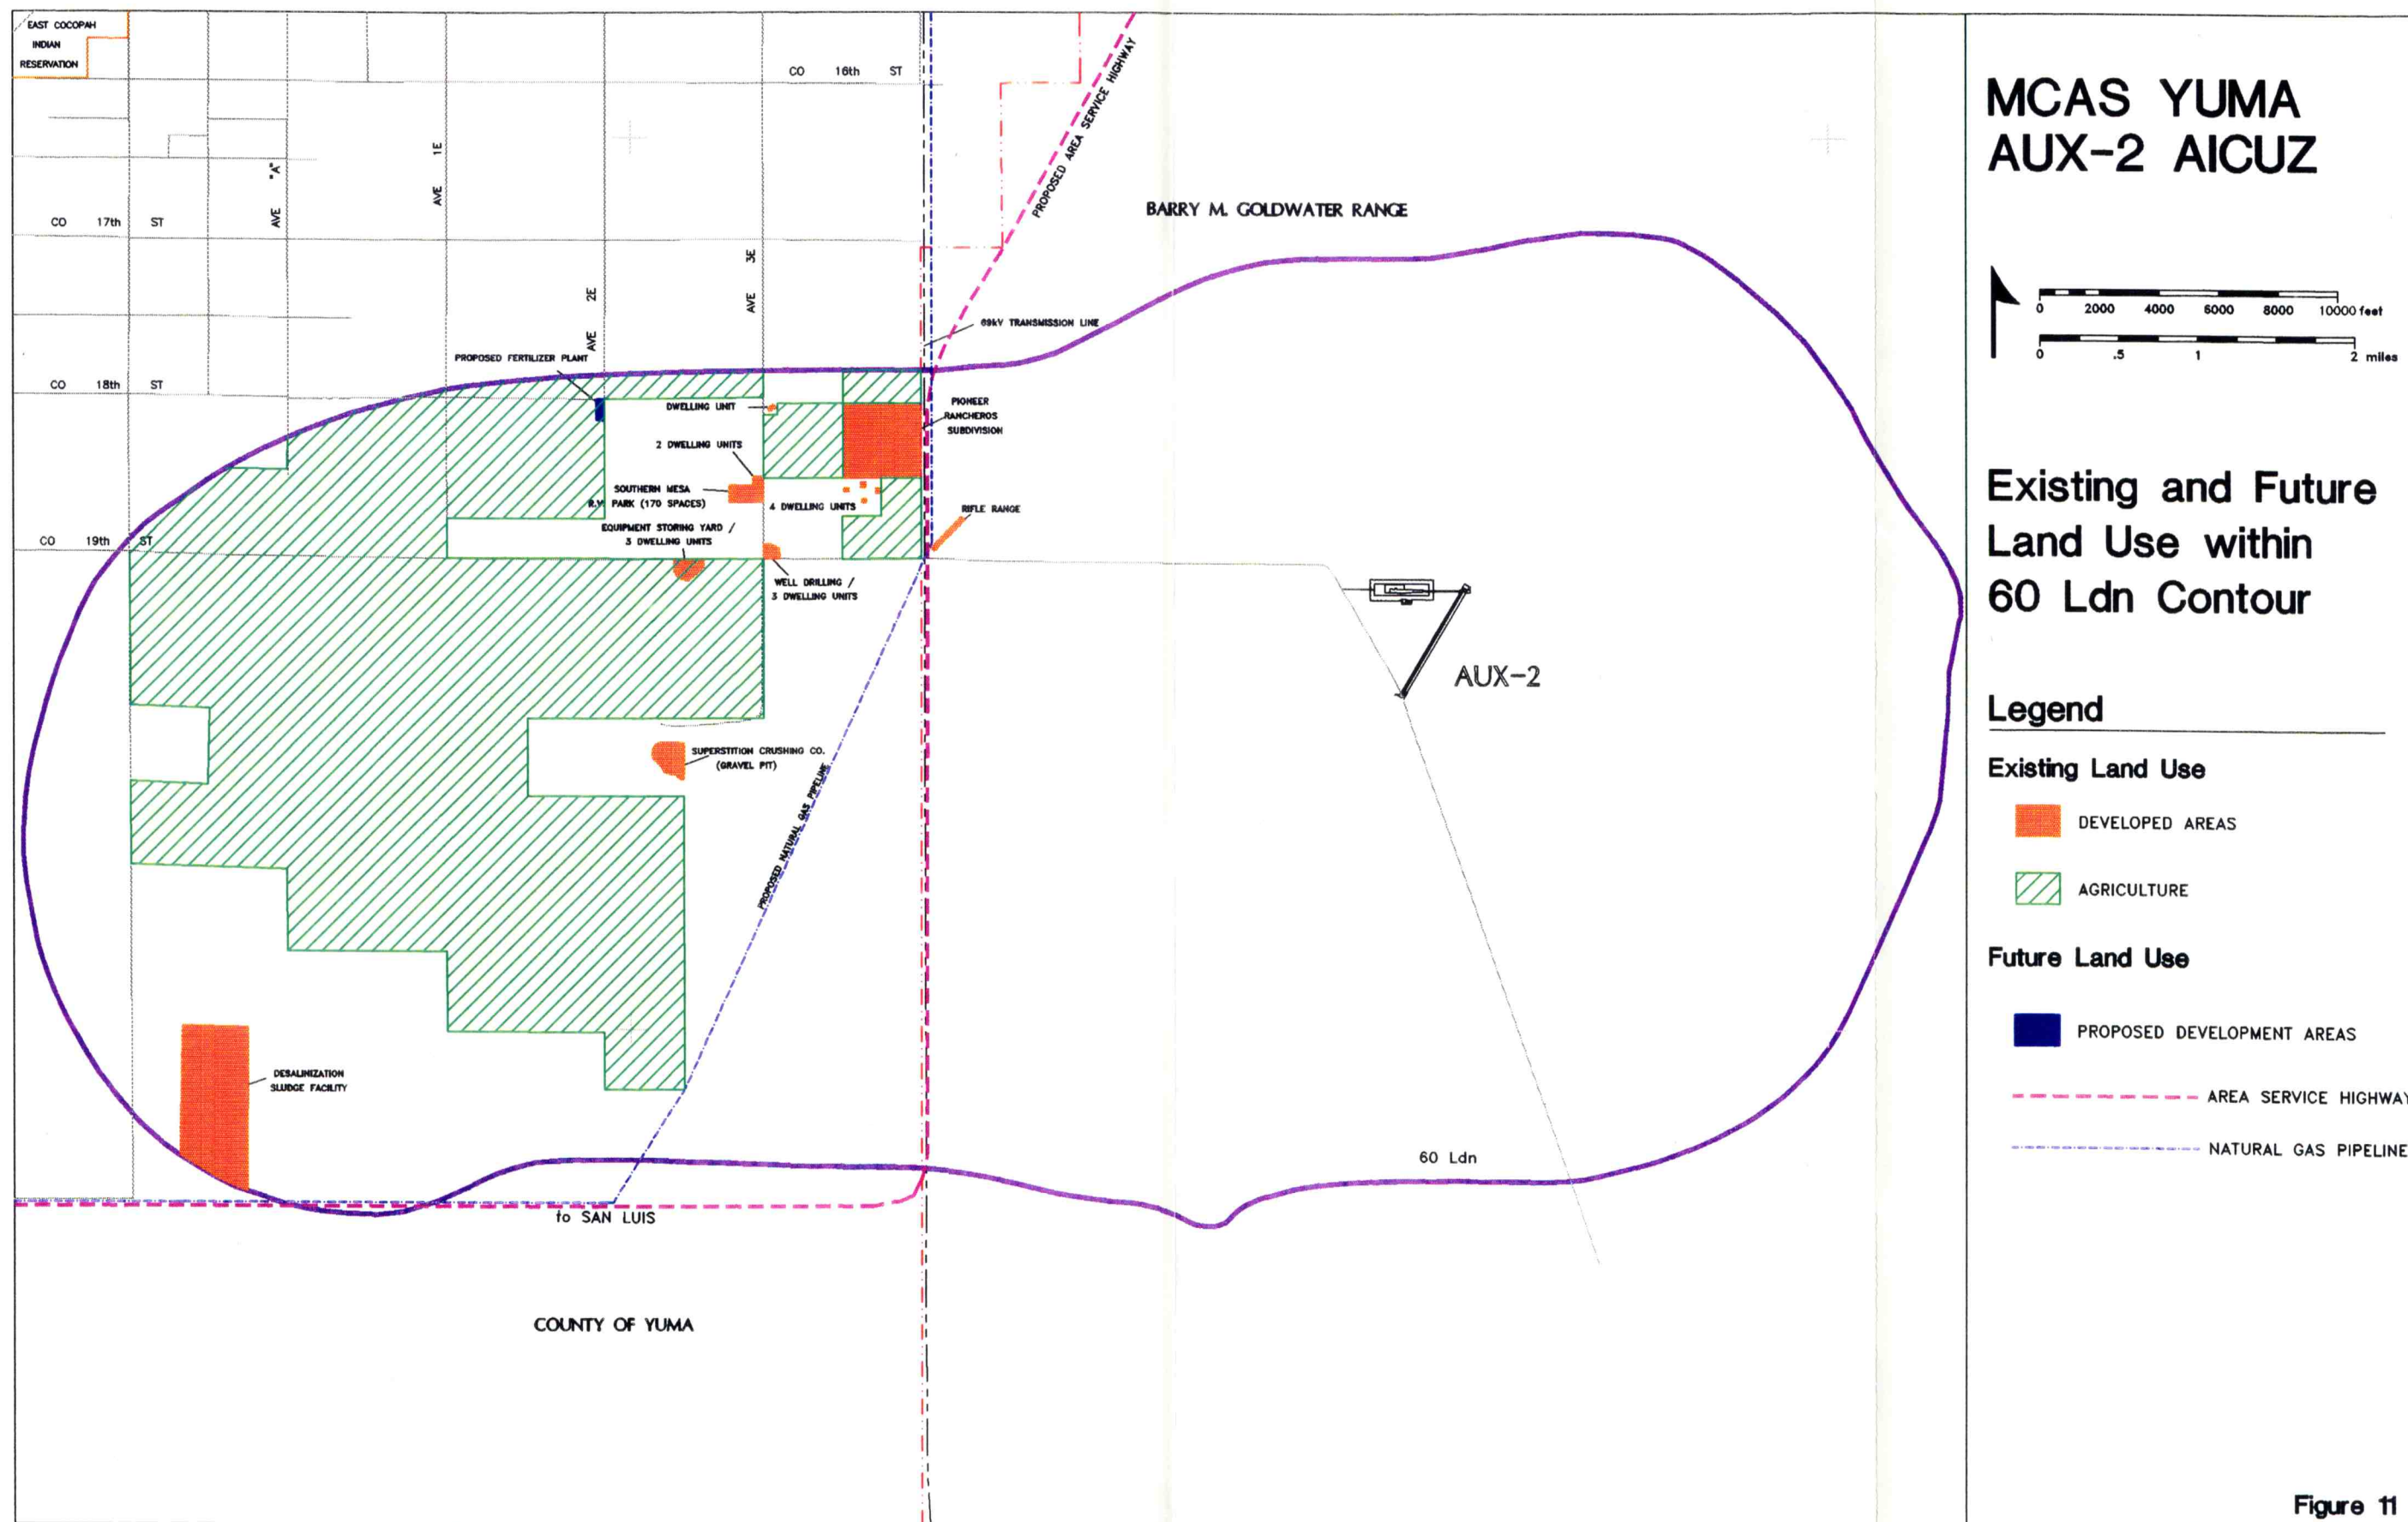 EAST COCOPAH
INDIAN
RESERVATION
CO 16th ST
PROPOSED AREA SERVICE HIGHWAY
AVE "A"
AVE 1E
CO 17th ST
BARRY M. GOLDWATER RANGE
AVE 2E
AVE 3E
69kV TRANSMISSION LINE
PROPOSED FERTILIZER PLANT
CO 18th ST
DWELLING UNIT
PIONEER
RANCHEROS
SUBDIVISION
2 DWELLING UNITS
SOUTHERN MESA
R.V. PARK (170 SPACES)
4 DWELLING UNITS
RIFLE RANGE
EQUIPMENT STORING YARD /
3 DWELLING UNITS
CO 19th ST
WELL DRILLING /
3 DWELLING UNITS
AUX-2
SUPERSTITION CRUSHING CO.
(GRAVEL PIT)
PROPOSED NATURAL GAS PIPELINE
DESALINIZATION
SLUDGE FACILITY
60 Ldn
to SAN LUIS
COUNTY OF YUMA
MCAS YUMA
AUX-2 AICUZ
0 2000 4000 6000 8000 10000 feet
0 .5 1 2 miles
Existing and Future
Land Use within
60 Ldn Contour
Legend
Existing Land Use
DEVELOPED AREAS
AGRICULTURE
Future Land Use
PROPOSED DEVELOPMENT AREAS
AREA SERVICE HIGHWAY
NATURAL GAS PIPELINE
Figure 11